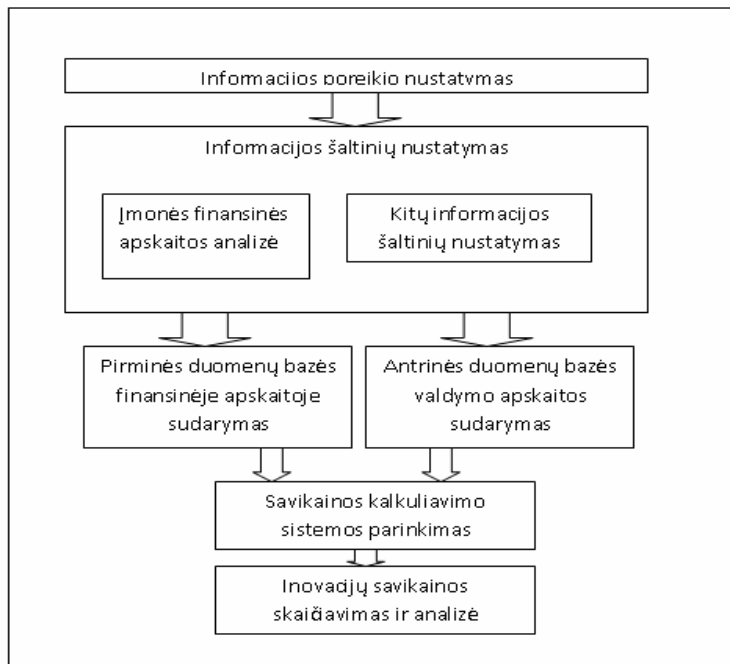 Informacijos poreikio nustatymas
Informacijos šaltinių nustatymas
Įmonės finansinės
apskaitos analizė
Kitų informacijos
šaltinių nustatymas
Pirminės duomenų bazės
finansinėje apskaitoje
sudarymas
Antrinės duomenų bazės
valdymo apskaitos
sudarymas
Savikainos kalkuliavimo
sistemos parinkimas
Inovacijų savikainos
skaičiavimas ir analizė